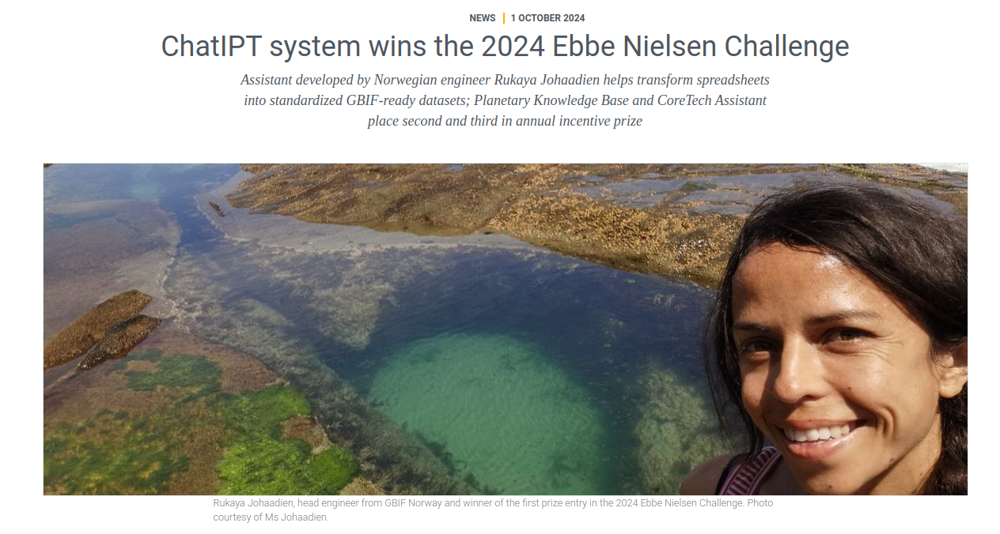 NEWS | 1 OCTOBER 2024
ChatIPT system wins the 2024 Ebbe Nielsen Challenge
Assistant developed by Norwegian engineer Rukaya Johaadien helps transform spreadsheets
into standardized GBIF-ready datasets; Planetary Knowledge Base and CoreTech Assistant
place second and third in annual incentive prize
Rukaya Johaadien, head engineer from GBIF Norway and winner of the first prize entry in the 2024 Ebbe Nielsen Challenge. Photo
courtesy of Ms Johaadien.